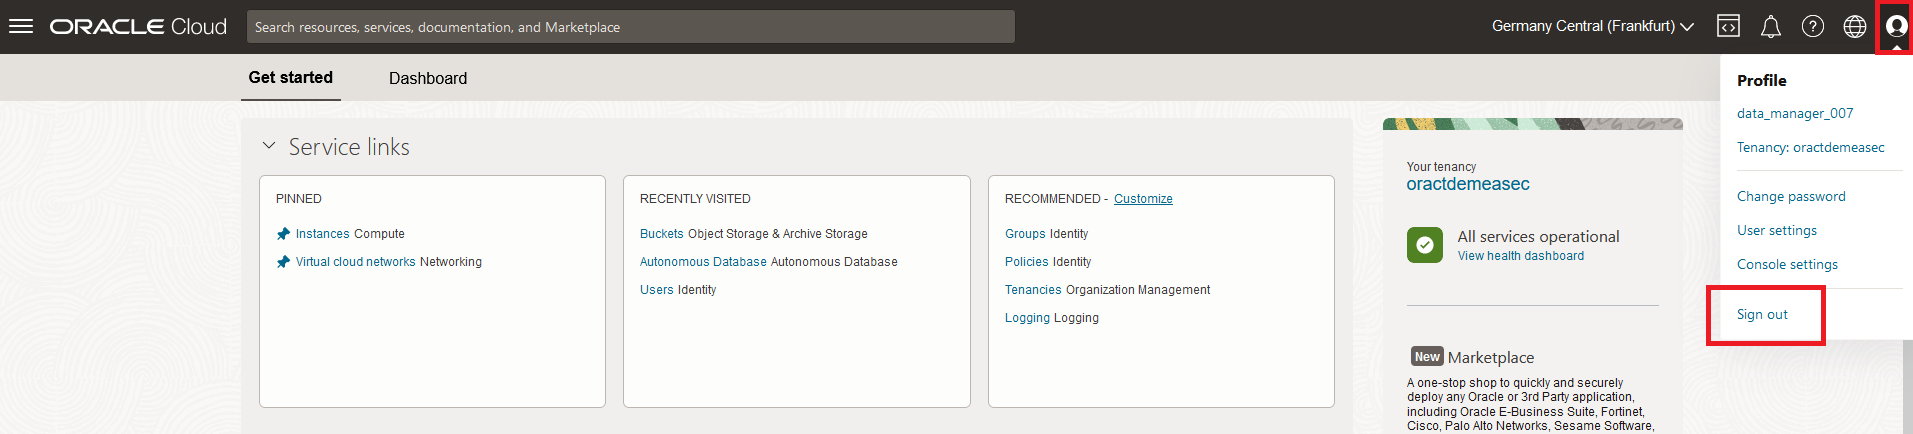 ORACLE Cloud
Search resources, services, documentation, and Marketplace
Germany Central (Frankfurt)
Get started
Dashboard
Profile
data_manager_007
Tenancy: oractdemeasec
Change password
User settings
Console settings
Sign out
Service links
PINNED
Instances Compute
Virtual cloud networks Networking
RECENTLY VISITED
Buckets Object Storage & Archive Storage
Autonomous Database Autonomous Database
Users Identity
RECOMMENDED - Customize
Groups Identity
Policies Identity
Tenancies Organization Management
Logging Logging
Your tenancy
oractdemeasec
All services operational
View health dashboard
New Marketplace
A one-stop shop to quickly and securely
deploy any Oracle or 3rd Party application,
including Oracle E-Business Suite, Fortinet,
Cisco, Palo Alto Networks, Sesame Software,